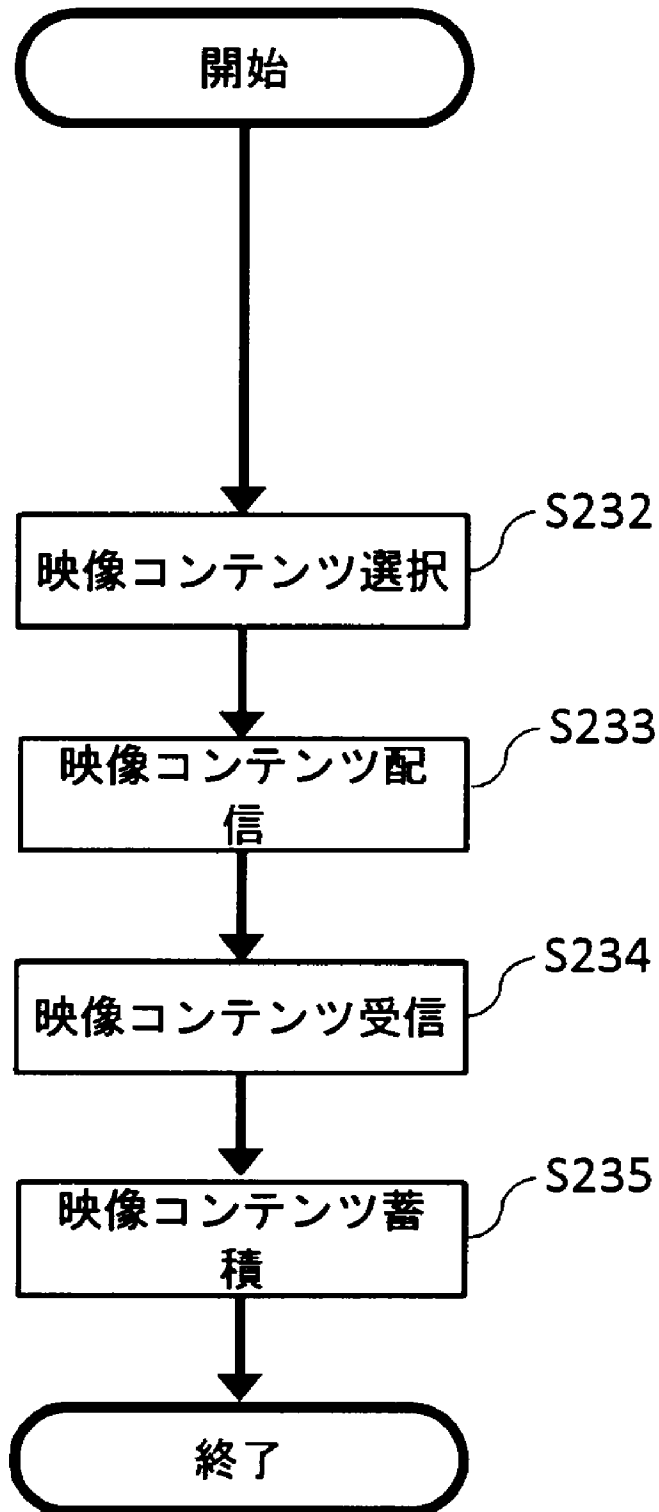 開始
S232
映像コンテンツ選択
S233
映像コンテンツ配
信
S234
映像コンテンツ受信
S235
映像コンテンツ蓄
積
終了